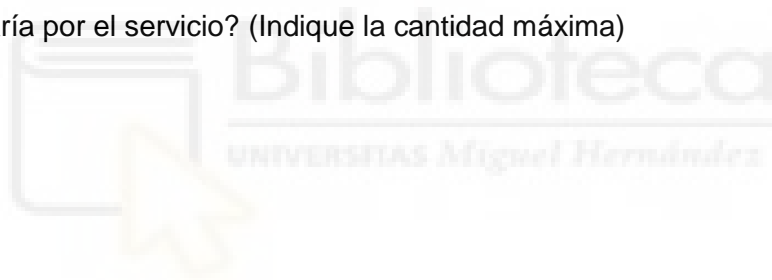 ría por el servicio? (Indique la cantidad máxima)
Biblioteca
UNIVERSITAS Miguel Hernández